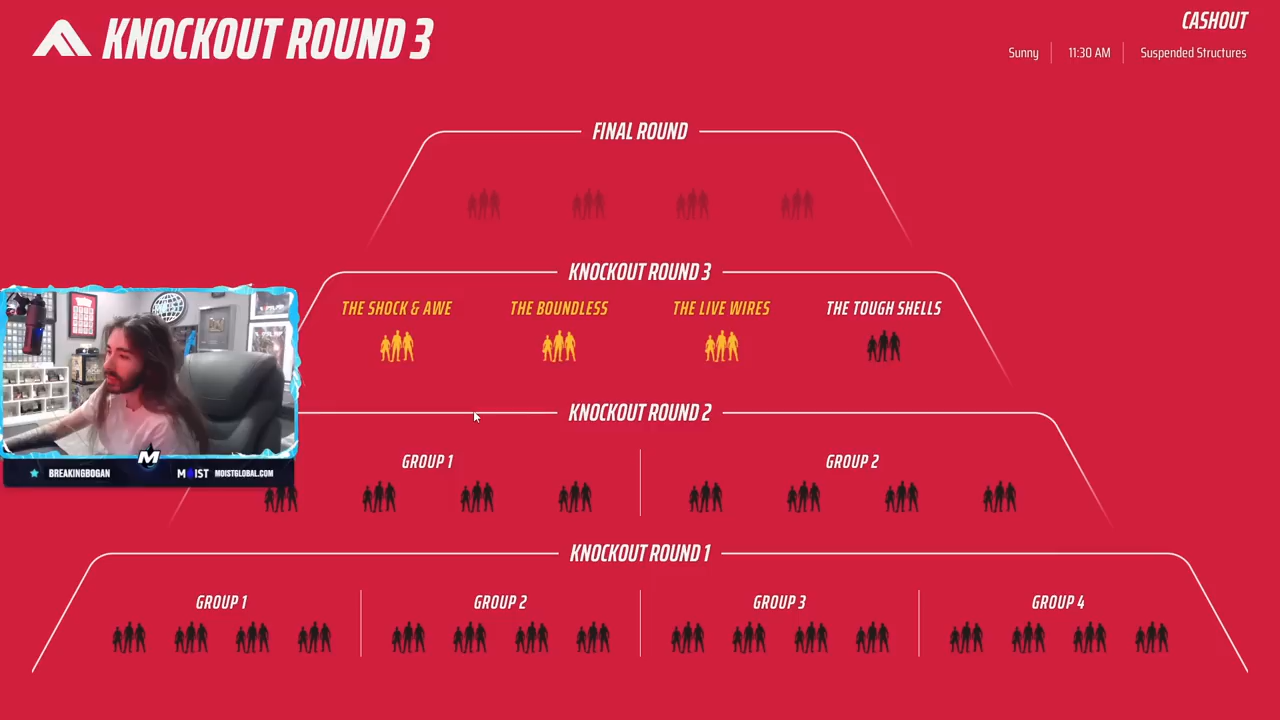 KNOCKOUT ROUND 3
CASHOUT
Sunny
11:30 AM
Suspended Structures
FINAL ROUND
KNOCKOUT ROUND 3
THE SHOCK & AWE
THE BOUNDLESS
THE LIVE WIRES
THE TOUGH SHELLS
KNOCKOUT ROUND 2
GROUP 1
GROUP 2
M
BREAKINGBOGAN
MOIST
MOISTGLOBAL.COM
KNOCKOUT ROUND 1
GROUP 1
GROUP 2
GROUP 3
GROUP 4